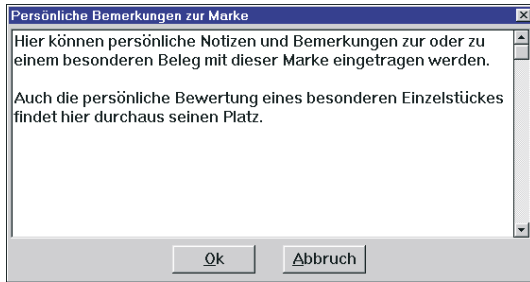 Persönliche Bemerkungen zur Marke
Hier können persönliche Notizen und Bemerkungen zur oder zu
einem besonderen Beleg mit dieser Marke eingetragen werden.
Auch die persönliche Bewertung eines besonderen Einzelstückes
findet hier durchaus seinen Platz.
Ok
Abbruch